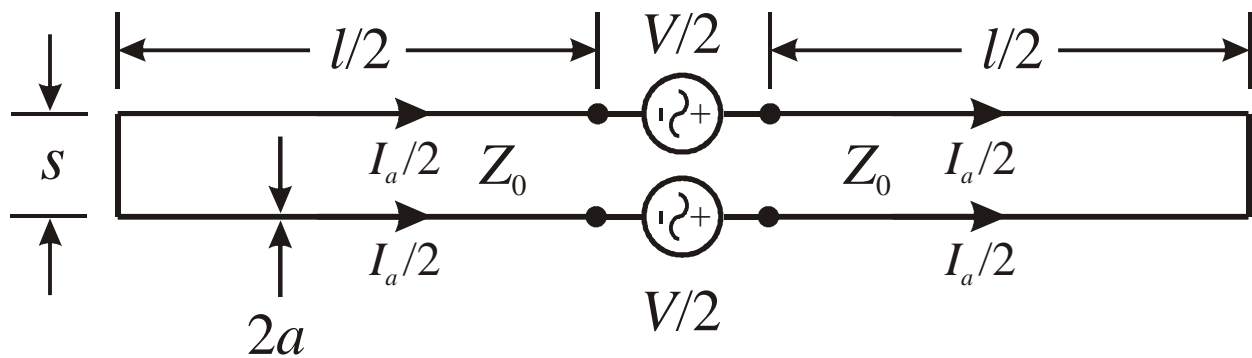 l/2 V/2 l/2
- +
s I_a/2 Z_0 Z_0 I_a/2
- +
I_a/2 I_a/2
2a V/2